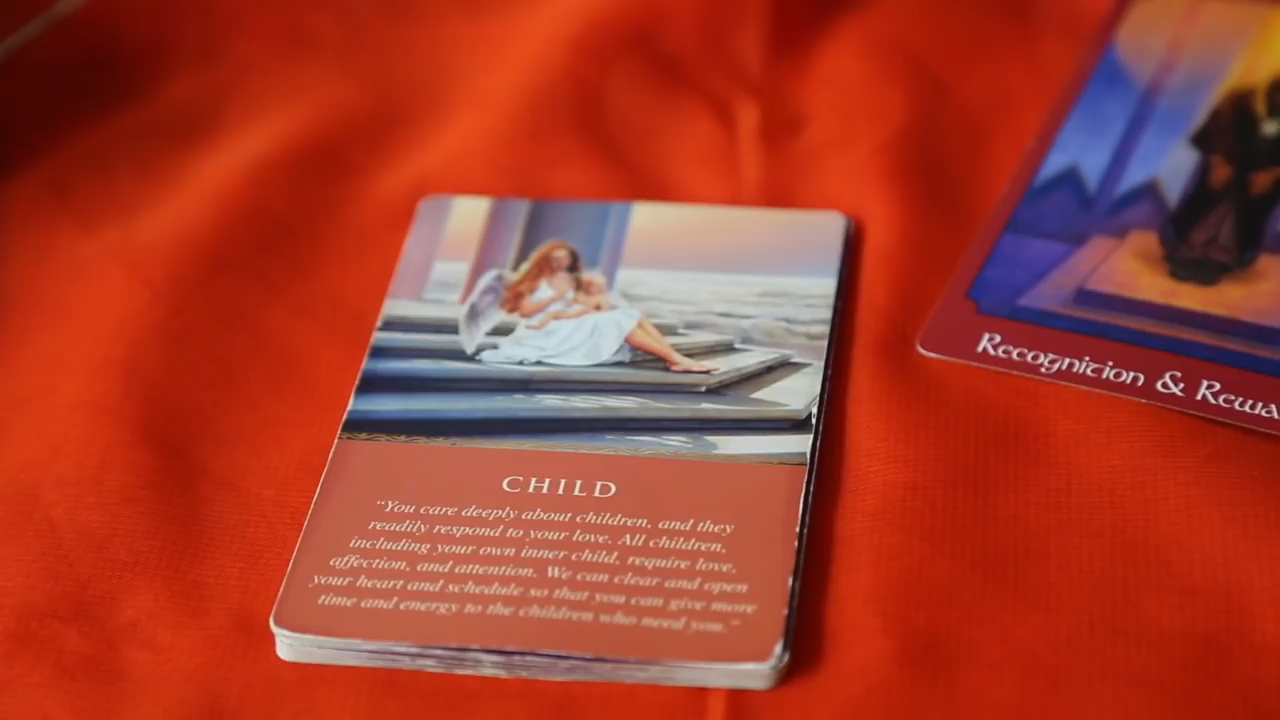 CHILD
“You care deeply about children, and they
readily respond to your love. All children,
including your own inner child, require love,
affection, and attention. We can clear and open
your heart and schedule so that you can give more
time and energy to the children who need you.”
Recognition & Rewa